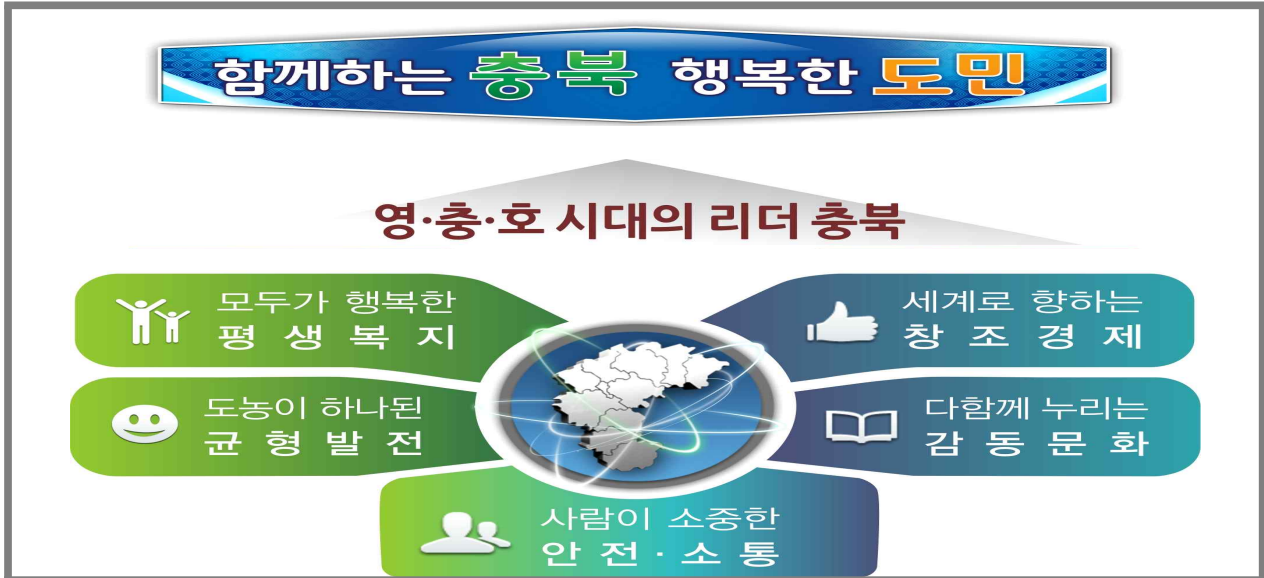 함께하는 충북 행복한 도민
영·충·호 시대의 리더 충북
모두가 행복한
평 생 복 지
세계로 향하는
창 조 경 제
도농이 하나된
균 형 발 전
다함께 누리는
감 동 문 화
사람이 소중한
안 전 · 소 통